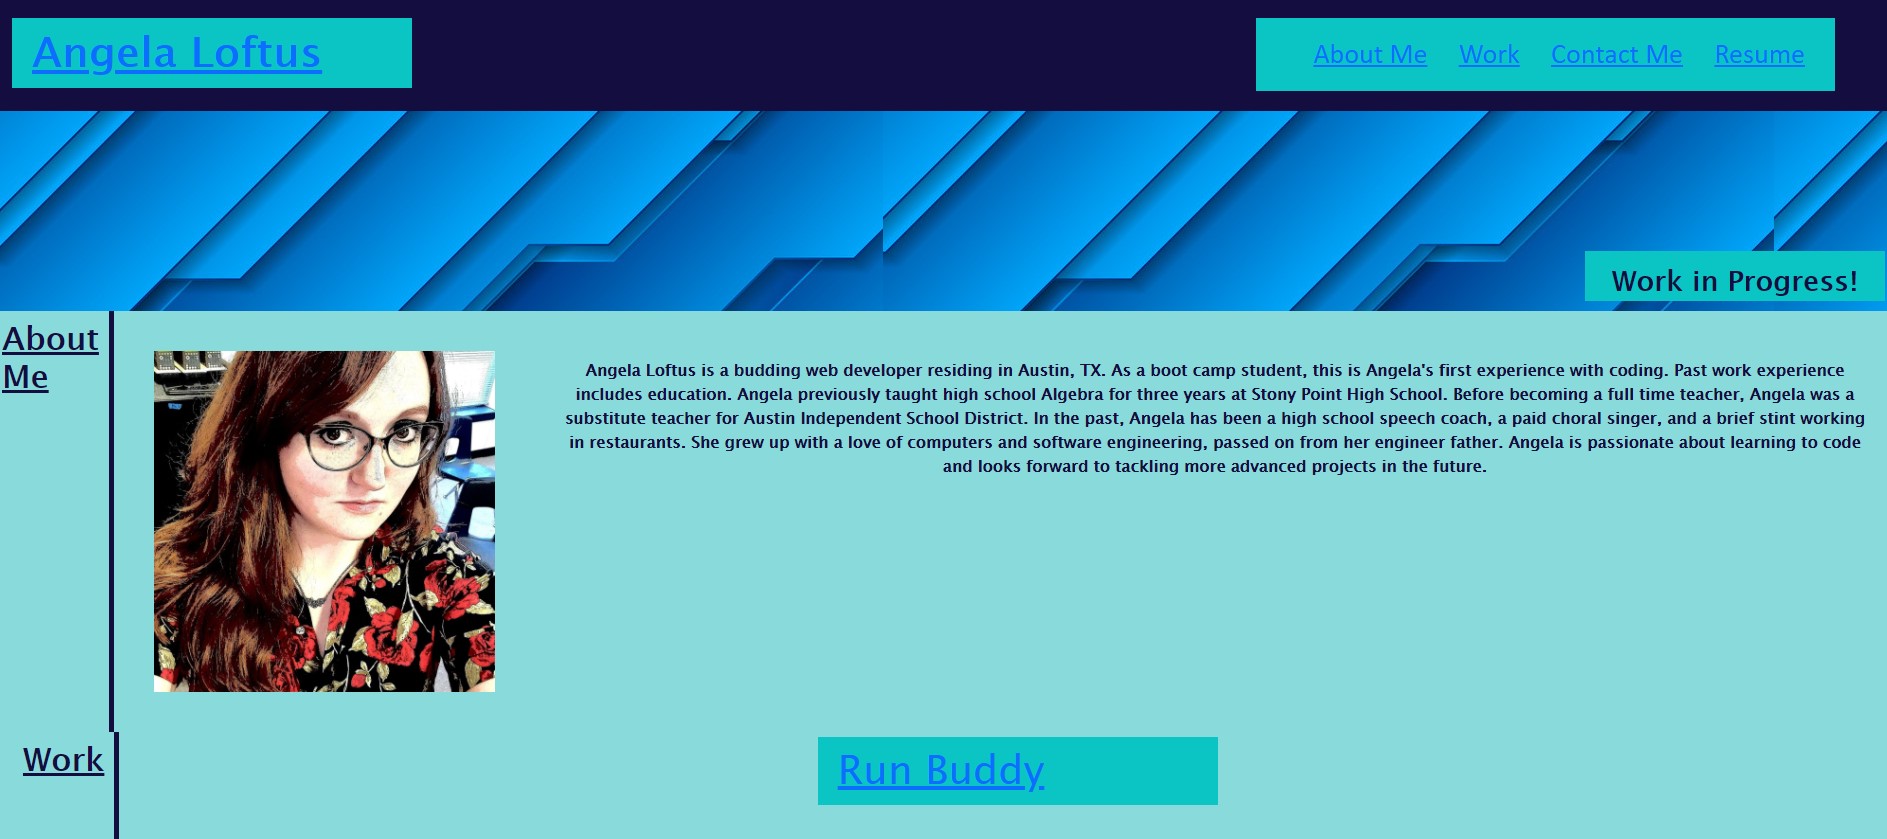 Angela Loftus
About Me Work Contact Me Resume
Work in Progress!
About
Me
Angela Loftus is a budding web developer residing in Austin, TX. As a boot camp student, this is Angela's first experience with coding. Past work experience
includes education. Angela previously taught high school Algebra for three years at Stony Point High School. Before becoming a full time teacher, Angela was a
substitute teacher for Austin Independent School District. In the past, Angela has been a high school speech coach, a paid choral singer, and a brief stint working
in restaurants. She grew up with a love of computers and software engineering, passed on from her engineer father. Angela is passionate about learning to code
and looks forward to tackling more advanced projects in the future.
Work
Run Buddy